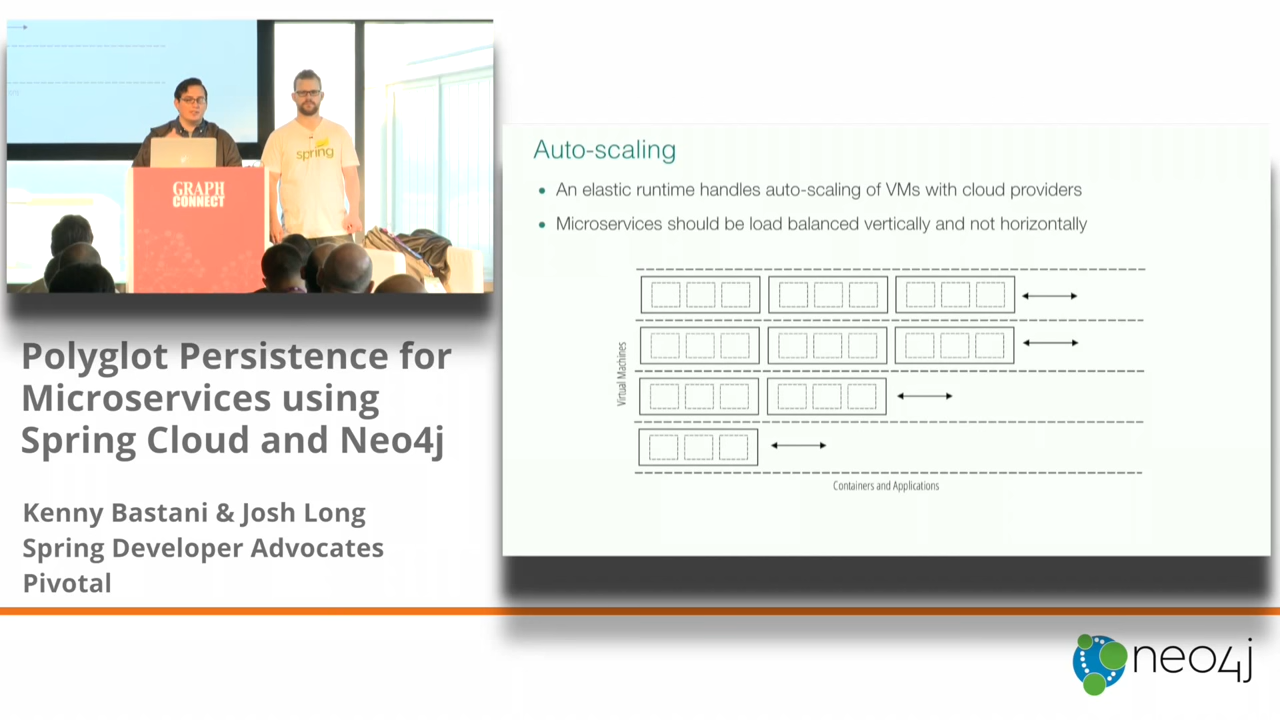 spring
GRAPH
CONNECT
Polyglot Persistence for
Microservices using
Spring Cloud and Neo4j
Kenny Bastani & Josh Long
Spring Developer Advocates
Pivotal
Auto-scaling
• An elastic runtime handles auto-scaling of VMs with cloud providers
• Microservices should be load balanced vertically and not horizontally
Virtual Machines
Containers and Applications
neo4j